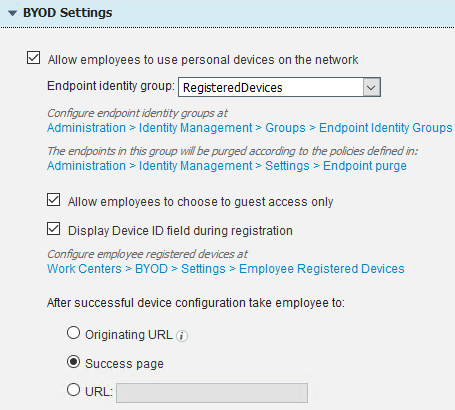 BYOD Settings
Allow employees to use personal devices on the network
Endpoint identity group: RegisteredDevices
Configure endpoint identity groups at
Administration > Identity Management > Groups > Endpoint Identity Groups
The endpoints in this group will be purged according to the policies defined in:
Administration > Identity Management > Settings > Endpoint purge
Allow employees to choose to guest access only
Display Device ID field during registration
Configure employee registered devices at
Work Centers > BYOD > Settings > Employee Registered Devices
After successful device configuration take employee to:
Originating URL i
Success page
URL: